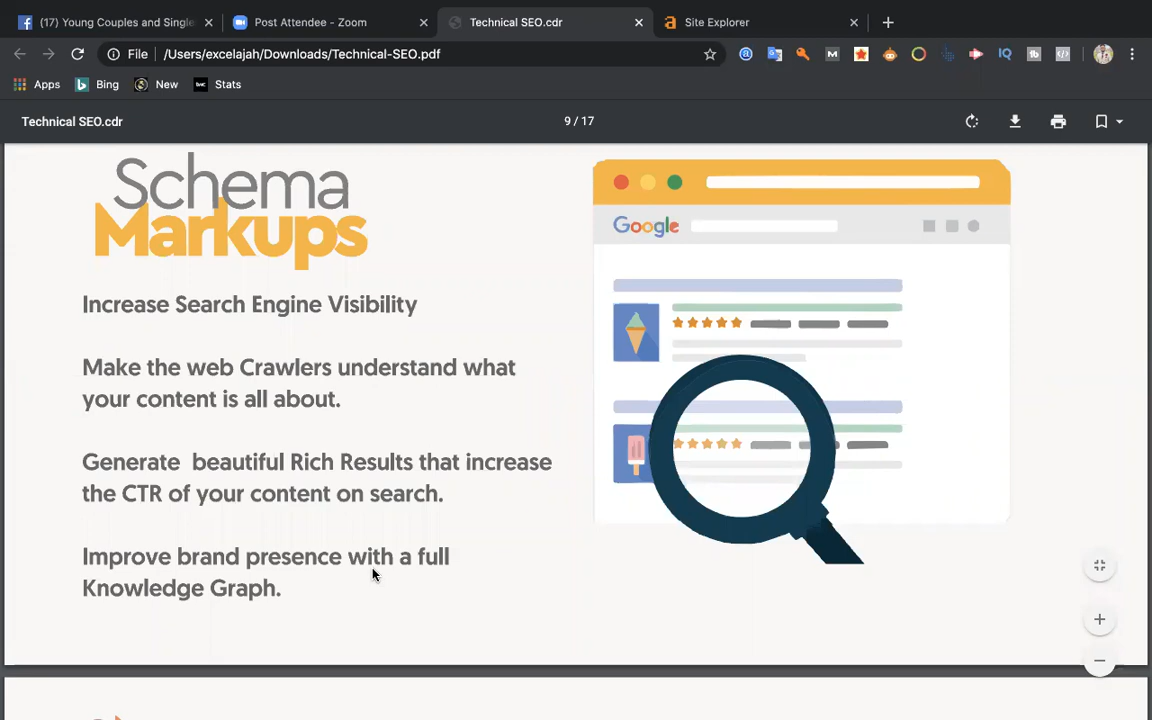 (17) Young Couples and Single
Post Attendee - Zoom
Technical SEO.cdr
Site Explorer
File
/Users/excelajah/Downloads/Technical-SEO.pdf
Apps
Bing
New
Stats
Technical SEO.cdr
9 / 17
Schema
Markups
Increase Search Engine Visibility
Make the web Crawlers understand what
your content is all about.
Generate beautiful Rich Results that increase
the CTR of your content on search.
Improve brand presence with a full
Knowledge Graph.
Google